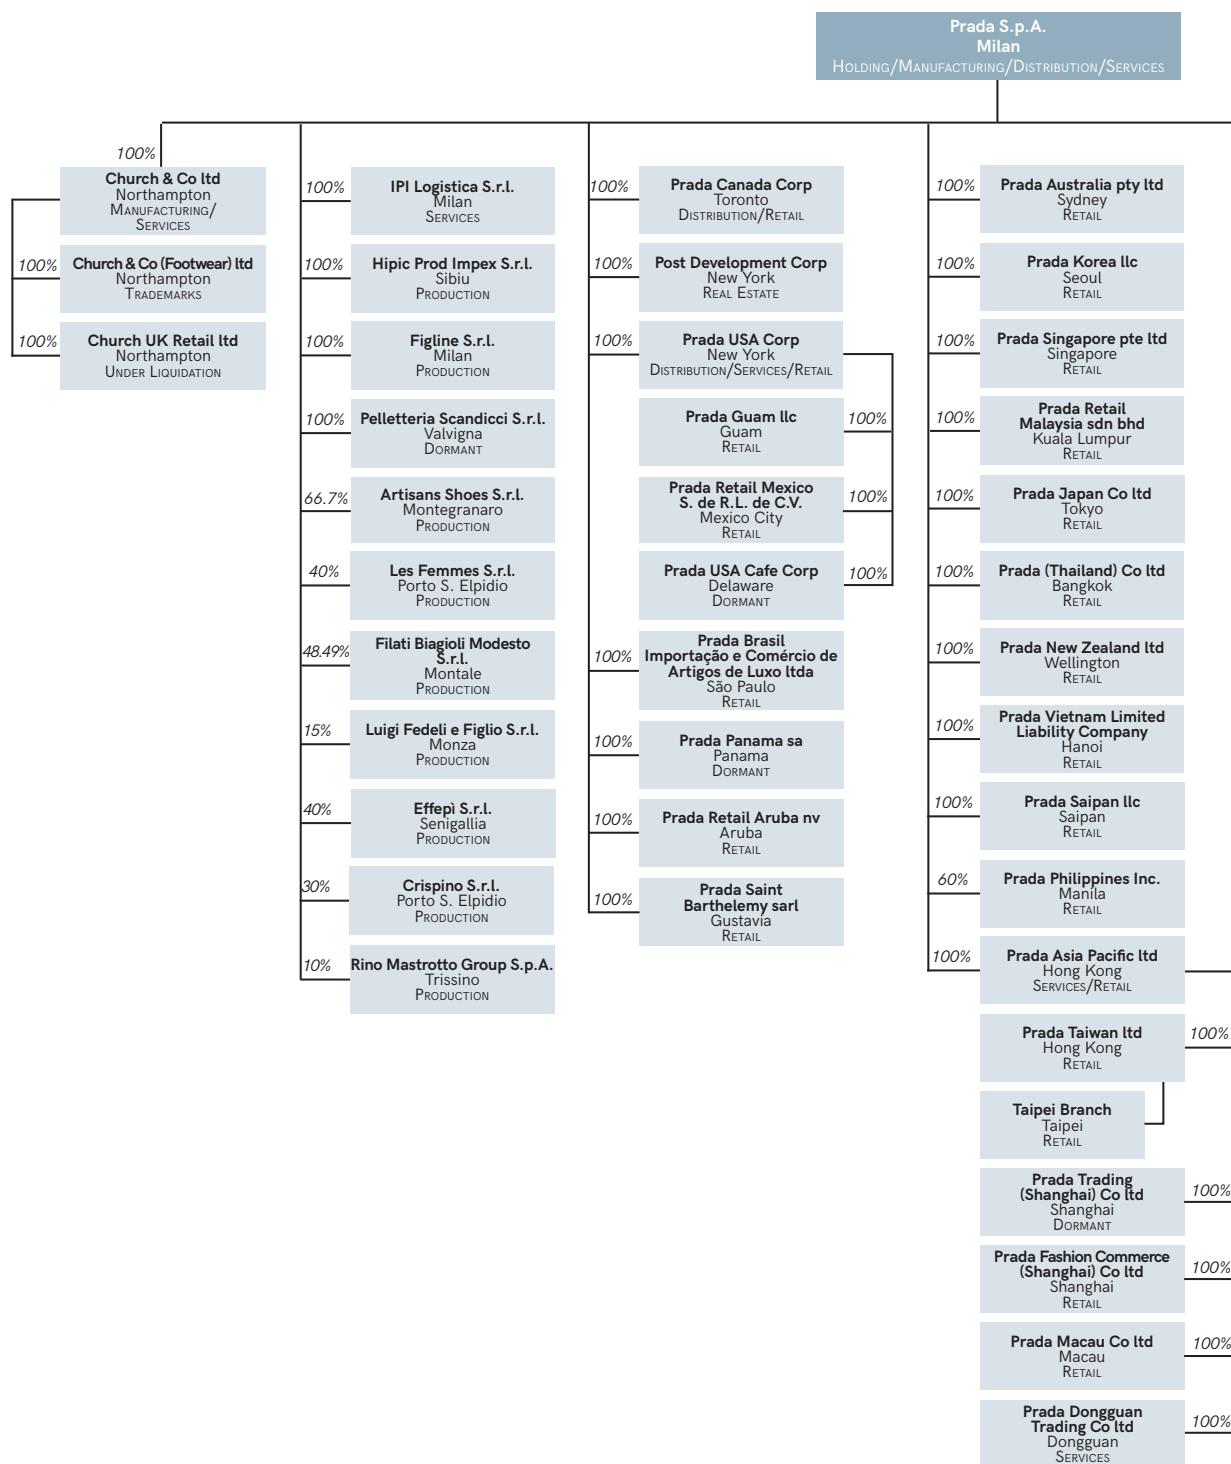 Prada S.p.A.
Milan
Holding/Manufacturing/Distribution/Services
100%
Church & Co ltd
Northampton
Manufacturing/
Services
100%
Church & Co (Footwear) ltd
Northampton
Trademarks
100%
Church UK Retail ltd
Northampton
Under Liquidation
100%
IPI Logistica S.r.l.
Milan
Services
100%
Hipic Prod Impex S.r.l.
Sibiu
Production
100%
Figline S.r.l.
Milan
Production
100%
Pelletteria Scandicci S.r.l.
Valvigna
Dormant
66.7%
Artisans Shoes S.r.l.
Montegranaro
Production
40%
Les Femmes S.r.l.
Porto S. Elpidio
Production
48.49%
Filati Biagioli Modesto
S.r.l.
Montale
Production
15%
Luigi Fedeli e Figlio S.r.l.
Monza
Production
40%
Effepì S.r.l.
Senigallia
Production
30%
Crispino S.r.l.
Porto S. Elpidio
Production
10%
Rino Mastrotto Group S.p.A.
Trissino
Production
100%
Prada Canada Corp
Toronto
Distribution/Retail
100%
Post Development Corp
New York
Real Estate
100%
Prada USA Corp
New York
Distribution/Services/Retail
Prada Guam llc
Guam
Retail
100%
Prada Retail Mexico
S. de R.L. de C.V.
Mexico City
Retail
100%
Prada USA Cafe Corp
Delaware
Dormant
100%
100%
Prada Brasil
Importação e Comércio de
Artigos de Luxo ltda
São Paulo
Retail
100%
Prada Panama sa
Panama
Dormant
100%
Prada Retail Aruba nv
Aruba
Retail
100%
Prada Saint
Barthelemy sarl
Gustavia
Retail
100%
Prada Australia pty ltd
Sydney
Retail
100%
Prada Korea llc
Seoul
Retail
100%
Prada Singapore pte ltd
Singapore
Retail
100%
Prada Retail
Malaysia sdn bhd
Kuala Lumpur
Retail
100%
Prada Japan Co ltd
Tokyo
Retail
100%
Prada (Thailand) Co ltd
Bangkok
Retail
100%
Prada New Zealand ltd
Wellington
Retail
100%
Prada Vietnam Limited
Liability Company
Hanoi
Retail
100%
Prada Saipan llc
Saipan
Retail
60%
Prada Philippines Inc.
Manila
Retail
100%
Prada Asia Pacific ltd
Hong Kong
Services/Retail
Prada Taiwan ltd
Hong Kong
Retail
100%
Taipei Branch
Taipei
Retail
Prada Trading
(Shanghai) Co ltd
Shanghai
Dormant
100%
Prada Fashion Commerce
(Shanghai) Co ltd
Shanghai
Retail
100%
Prada Macau Co ltd
Macau
Retail
100%
Prada Dongguan
Trading Co ltd
Dongguan
Services
100%